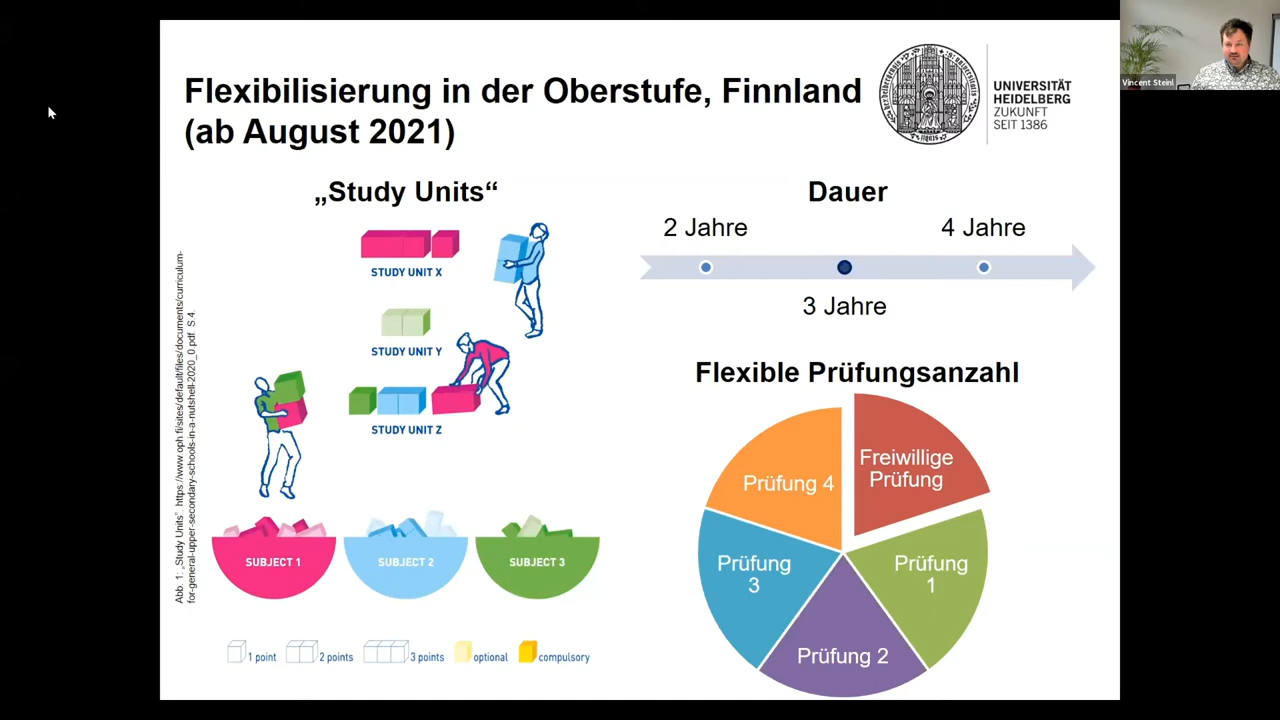 Flexibilisierung in der Oberstufe, Finnland
(ab August 2021)
UNIVERSITÄT
HEIDELBERG
ZUKUNFT
SEIT 1386
Vincent Steinl
„Study Units“
STUDY UNIT X
STUDY UNIT Y
STUDY UNIT Z
SUBJECT 1
SUBJECT 2
SUBJECT 3
1 point
2 points
3 points
optional
compulsory
Abb. 1: „Study Units“ https://www.oph.fi/sites/default/files/documents/curriculum-
for-general-upper-secondary-schools-in-a-nutshell-2020_0.pdf S.4.
Dauer
2 Jahre
4 Jahre
3 Jahre
Flexible Prüfungsanzahl
Prüfung 4
Freiwillige
Prüfung
Prüfung
3
Prüfung
1
Prüfung 2